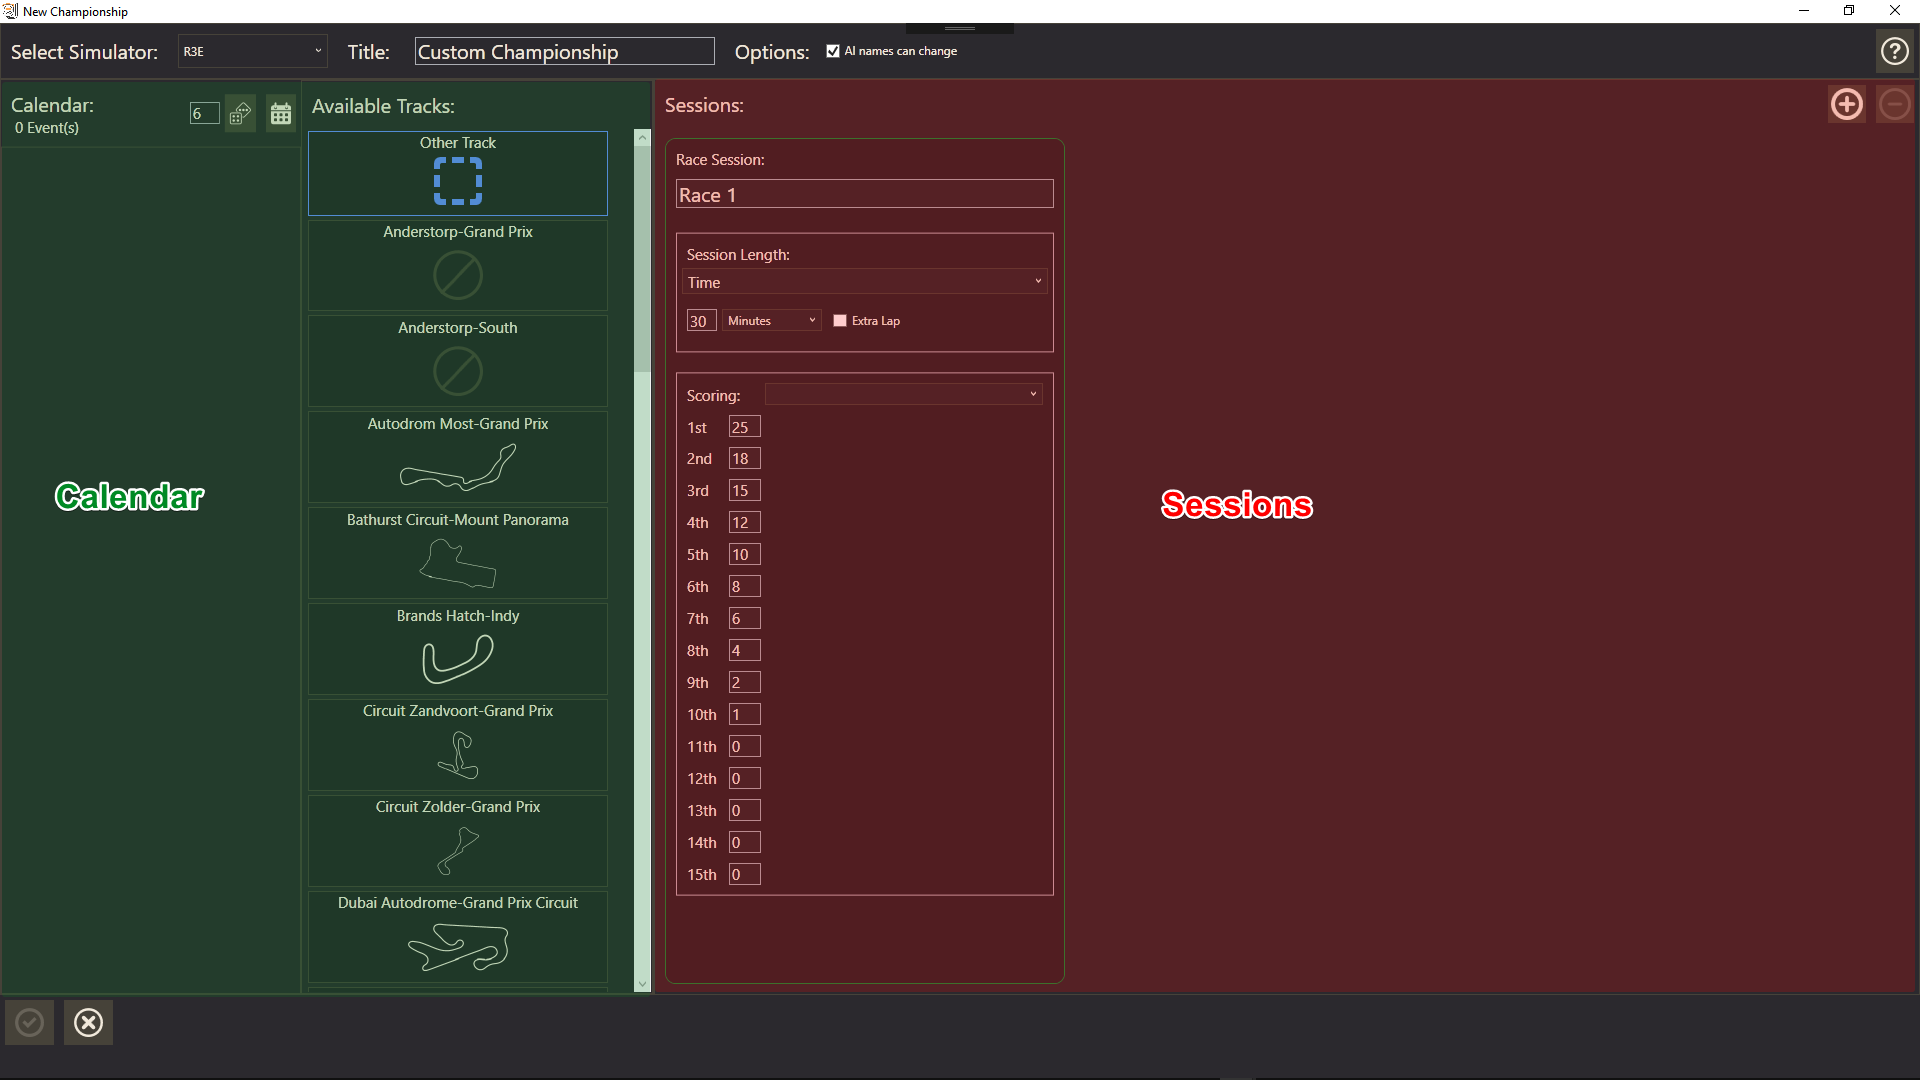 New Championship
Select Simulator: R3E Title: Custom Championship Options: AI names can change
Calendar: 6
0 Event(s)
Available Tracks:
Other Track
Anderstorp-Grand Prix
Anderstorp-South
Autodrom Most-Grand Prix
Bathurst Circuit-Mount Panorama
Brands Hatch-Indy
Circuit Zandvoort-Grand Prix
Circuit Zolder-Grand Prix
Dubai Autodrome-Grand Prix Circuit
Calendar
Sessions:
Race Session:
Race 1
Session Length:
Time
30 Minutes Extra Lap
Scoring:
1st 25
2nd 18
3rd 15
4th 12
5th 10
6th 8
7th 6
8th 4
9th 2
10th 1
11th 0
12th 0
13th 0
14th 0
15th 0
Sessions